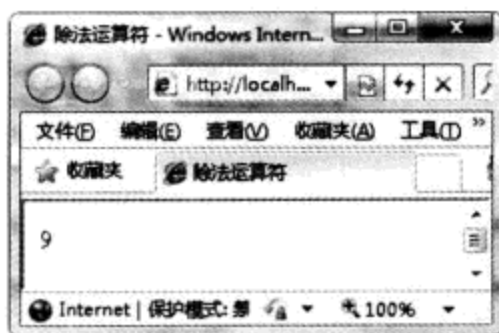 除法运算符 - Windows Intern...
http://localh...
文件(F) 编辑(E) 查看(V) 收藏夹(A) 工具(T) »
收藏夹 除法运算符
9
Internet | 保护模式: 禁 100%